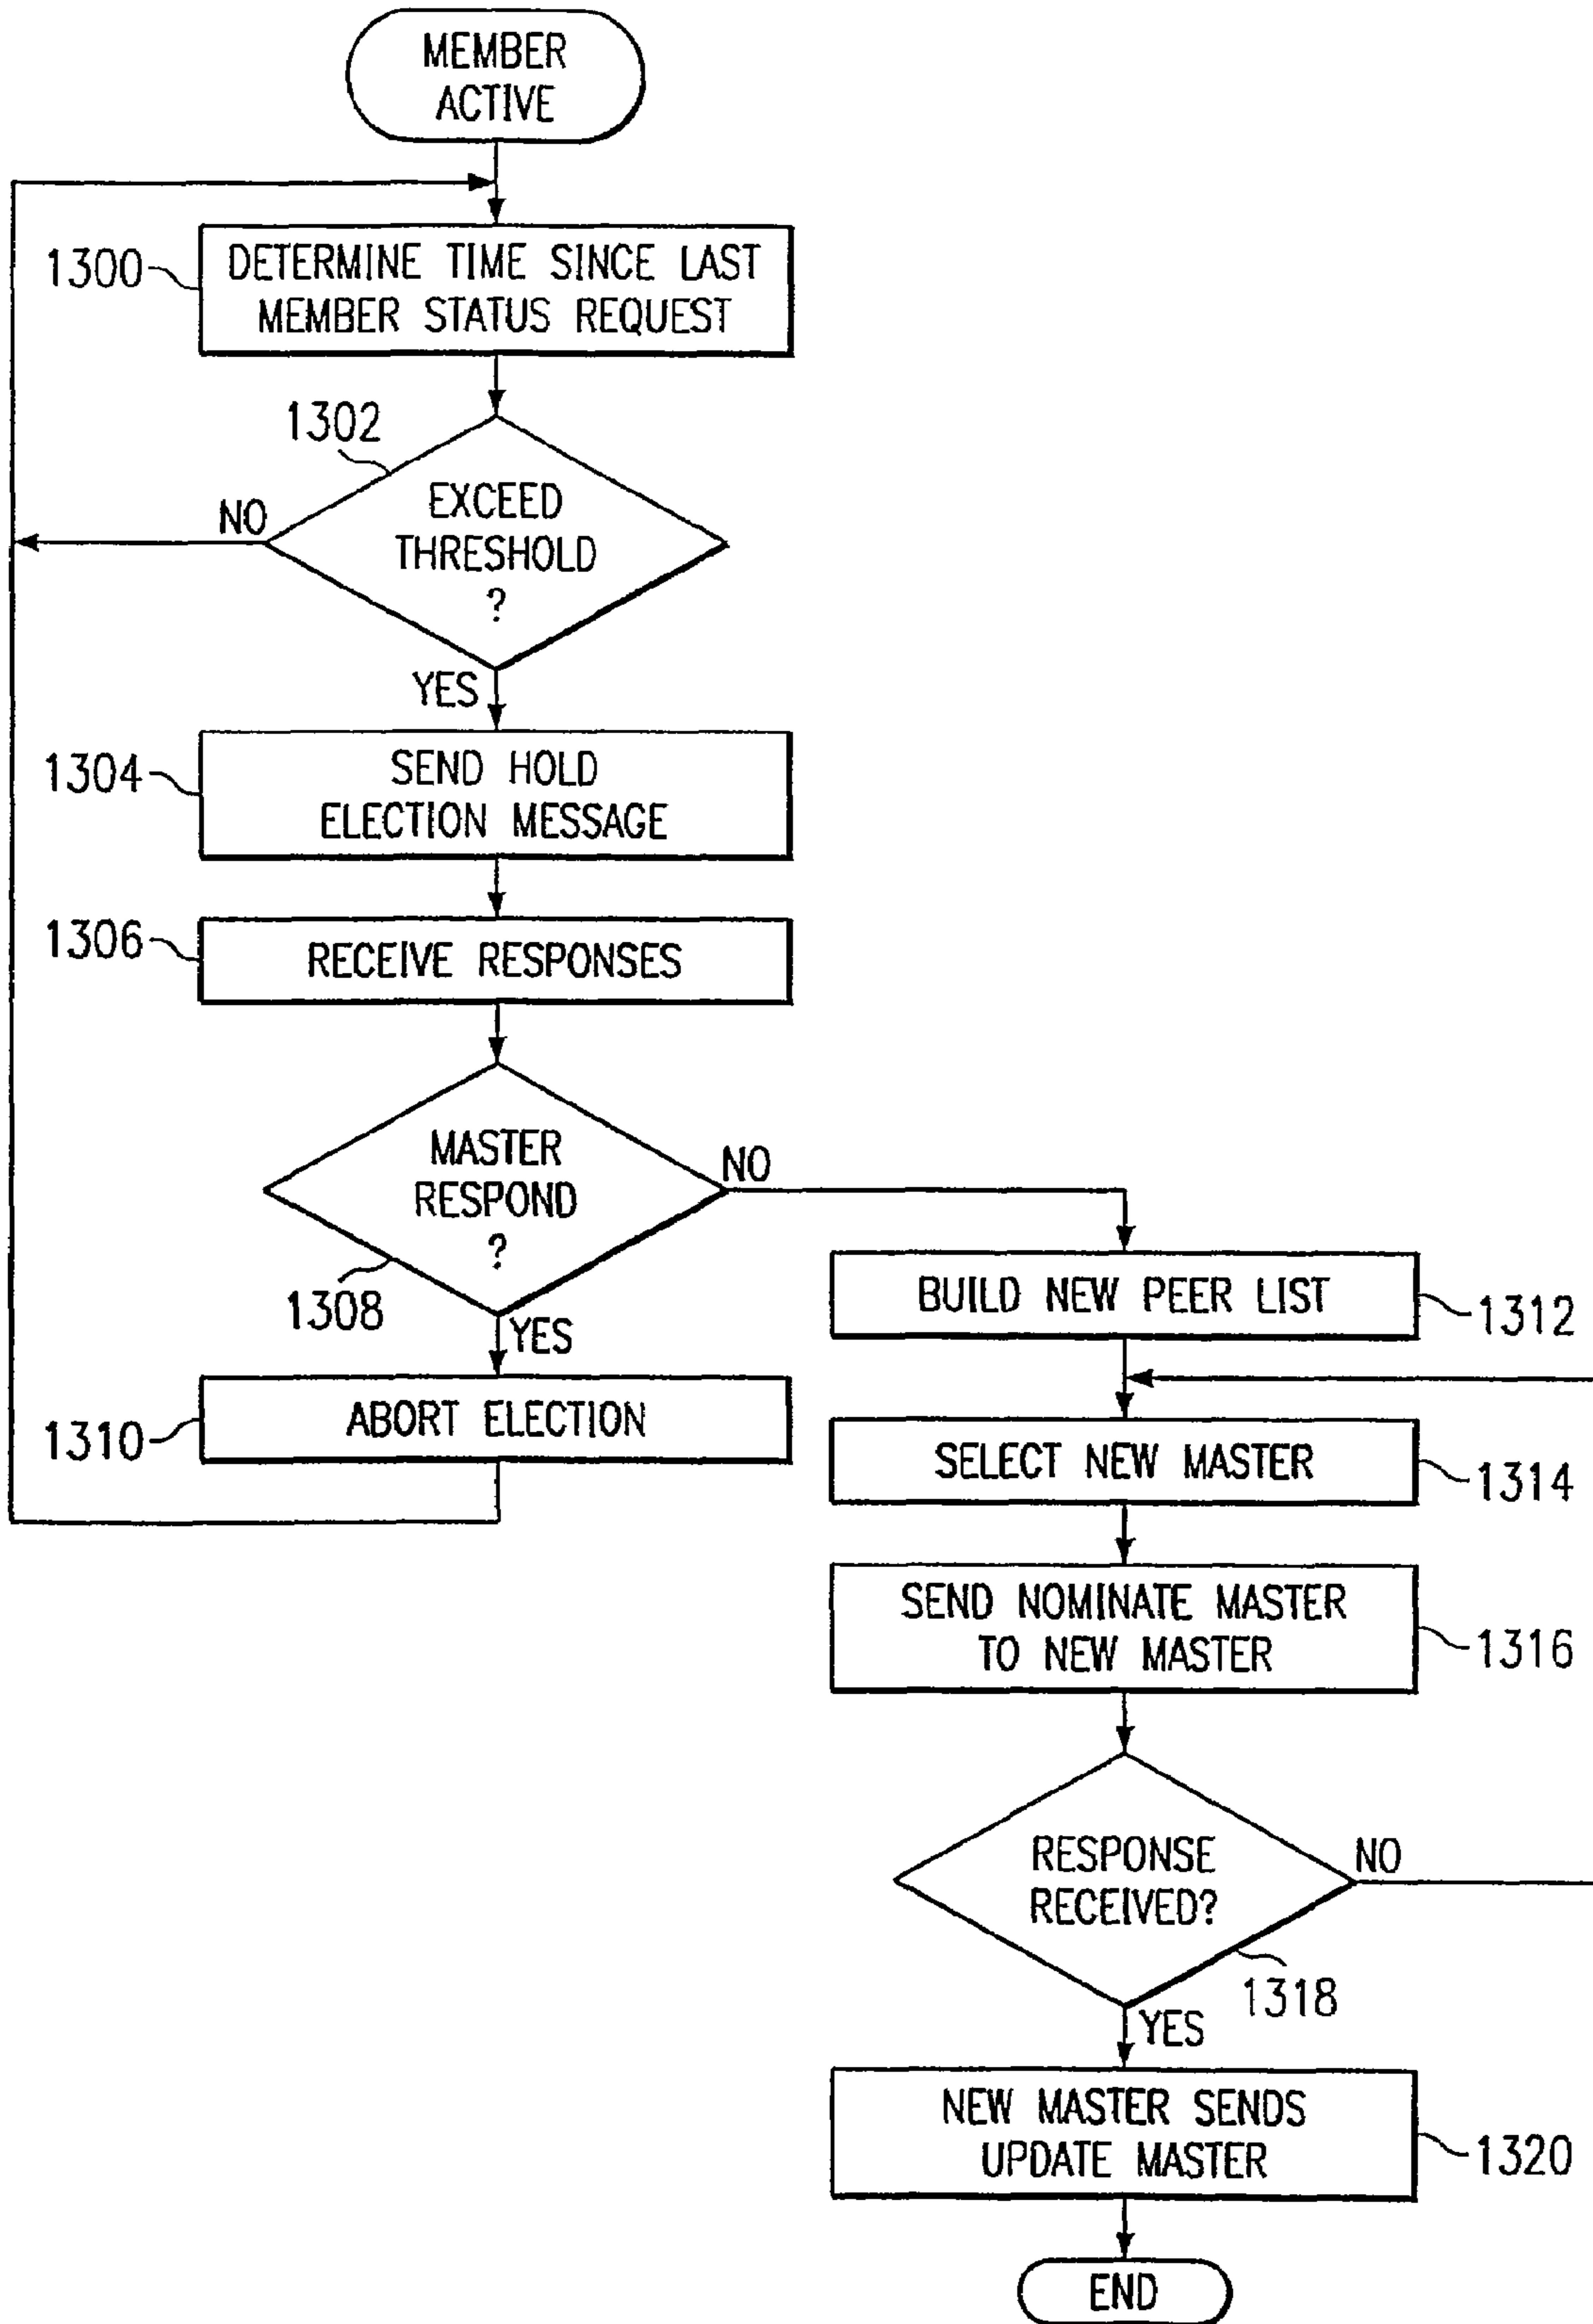 MEMBER
ACTIVE
1300
DETERMINE TIME SINCE LAST
MEMBER STATUS REQUEST
1302
EXCEED
THRESHOLD
?
NO
YES
1304
SEND HOLD
ELECTION MESSAGE
1306
RECEIVE RESPONSES
MASTER
RESPOND
?
NO
1308
YES
1310
ABORT ELECTION
BUILD NEW PEER LIST
1312
SELECT NEW MASTER
1314
SEND NOMINATE MASTER
TO NEW MASTER
1316
RESPONSE
RECEIVED?
NO
1318
YES
NEW MASTER SENDS
UPDATE MASTER
1320
END